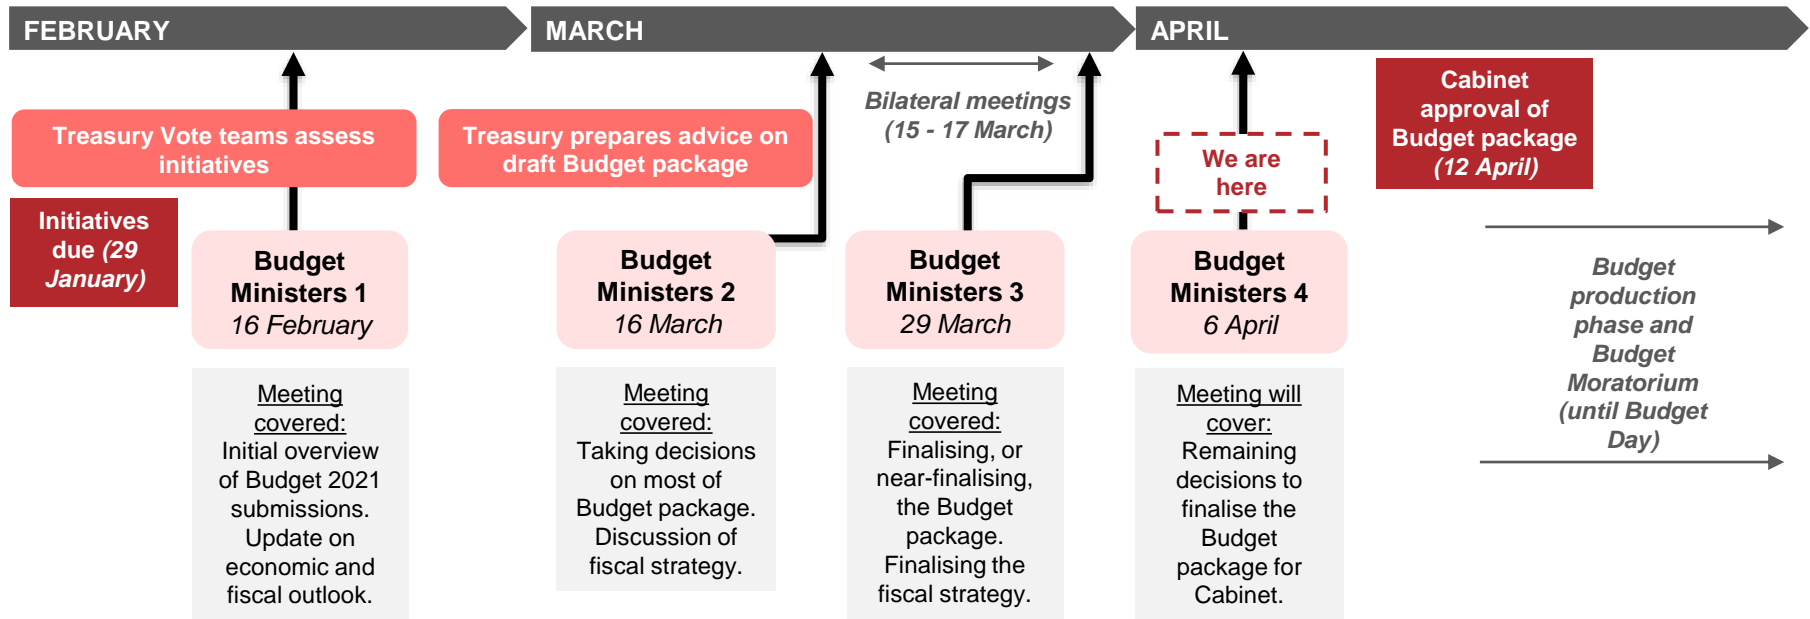 FEBRUARY
MARCH
APRIL
Treasury Vote teams assess
initiatives
Treasury prepares advice on
draft Budget package
Bilateral meetings
(15 - 17 March)
We are
here
Cabinet
approval of
Budget package
(12 April)
Initiatives
due (29
January)
Budget
Ministers 1
16 February
Budget
Ministers 2
16 March
Budget
Ministers 3
29 March
Budget
Ministers 4
6 April
Budget
production
phase and
Budget
Moratorium
(until Budget
Day)
Meeting
covered:
Initial overview
of Budget 2021
submissions.
Update on
economic and
fiscal outlook.
Meeting
covered:
Taking decisions
on most of
Budget package.
Discussion of
fiscal strategy.
Meeting
covered:
Finalising, or
near-finalising,
the Budget
package.
Finalising the
fiscal strategy.
Meeting will
cover:
Remaining
decisions to
finalise the
Budget
package for
Cabinet.